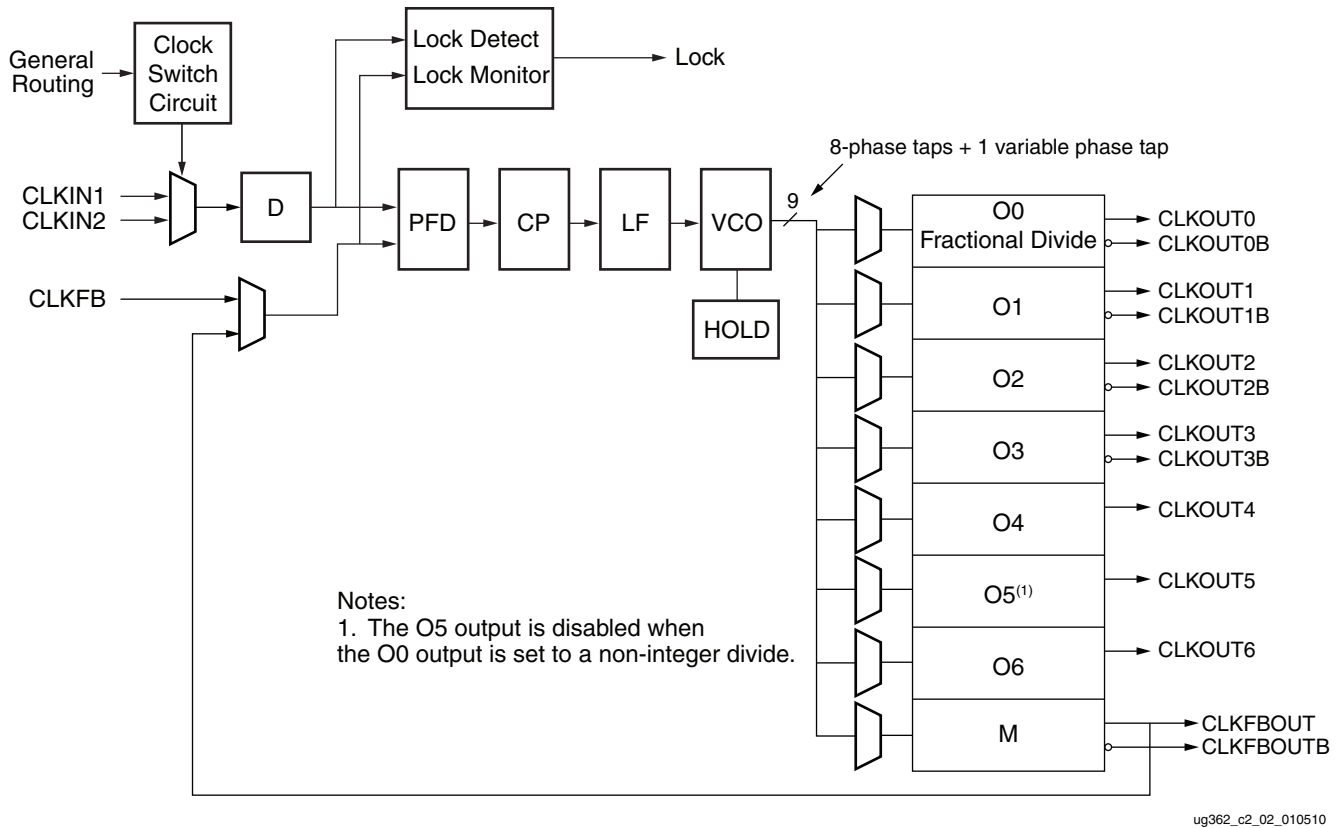 General
Routing
Clock
Switch
Circuit
Lock Detect
Lock Monitor
Lock
8-phase taps + 1 variable phase tap
CLKIN1
CLKIN2
D
PFD
CP
LF
VCO
9
CLKFB
HOLD
O0
Fractional Divide
CLKOUT0
CLKOUT0B
O1
CLKOUT1
CLKOUT1B
O2
CLKOUT2
CLKOUT2B
O3
CLKOUT3
CLKOUT3B
O4
CLKOUT4
O5(1)
CLKOUT5
O6
CLKOUT6
M
CLKFBOUT
CLKFBOUTB
Notes:
1. The O5 output is disabled when
the O0 output is set to a non-integer divide.
ug362_c2_02_010510